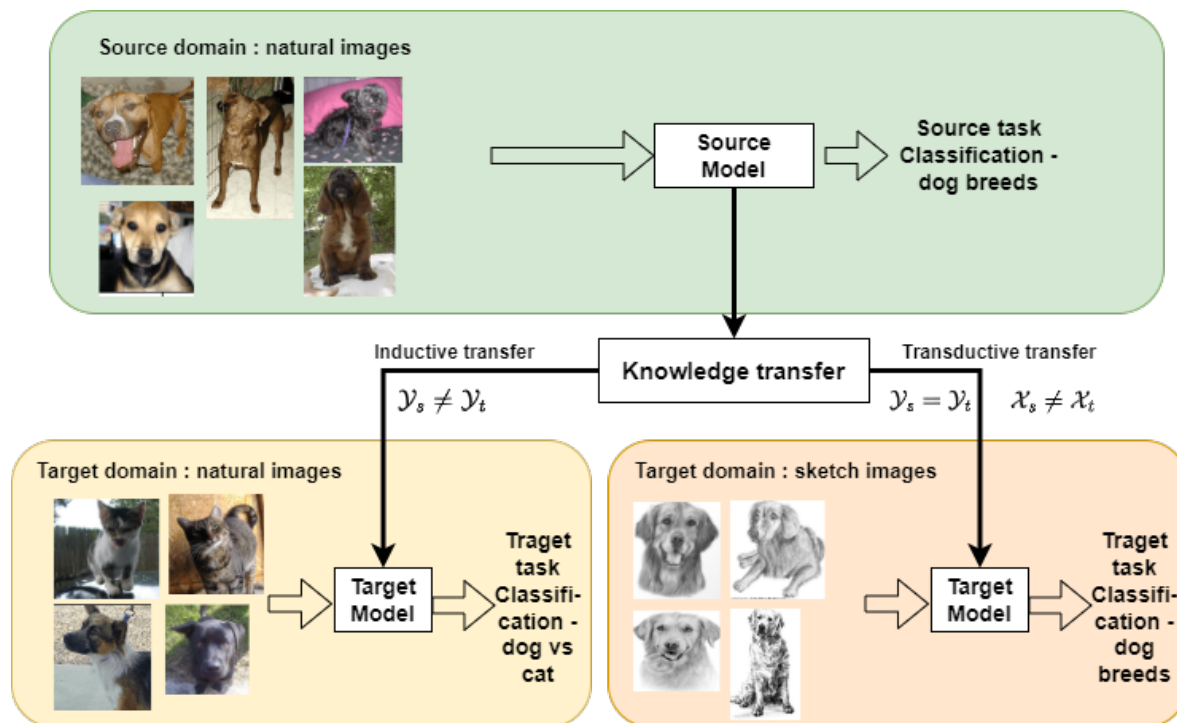 Source domain : natural images
Source
Model
Source task
Classification -
dog breeds
Inductive transfer
Knowledge transfer
Transductive transfer
𝒴ₛ ≠ 𝒴ₜ
𝒴ₛ = 𝒴ₜ
𝒳ₛ ≠ 𝒳ₜ
Target domain : natural images
Target
Model
Traget
task
Classifi-
cation -
dog vs
cat
Target domain : sketch images
Target
Model
Traget
task
Classifi-
cation -
dog
breeds